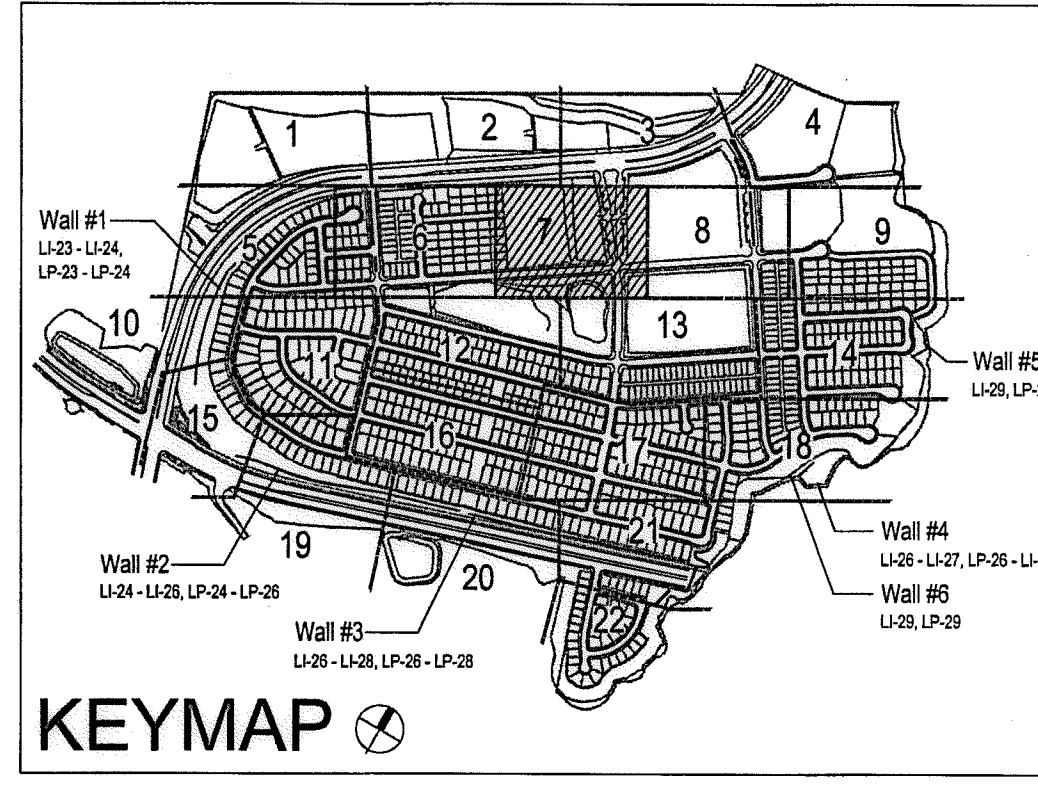 1
2
3
4
Wall #1
LI-23 - LI-24,
LP-23 - LP-24
5
6
7
8
9
10
11
12
13
14
Wall #5
LI-29, LP-
15
16
17
18
Wall #2
LI-24 - LI-26, LP-24 - LP-26
19
20
21
Wall #4
LI-26 - LI-27, LP-26 - LI-
Wall #6
LI-29, LP-29
22
Wall #3
LI-26 - LI-28, LP-26 - LP-28
KEYMAP